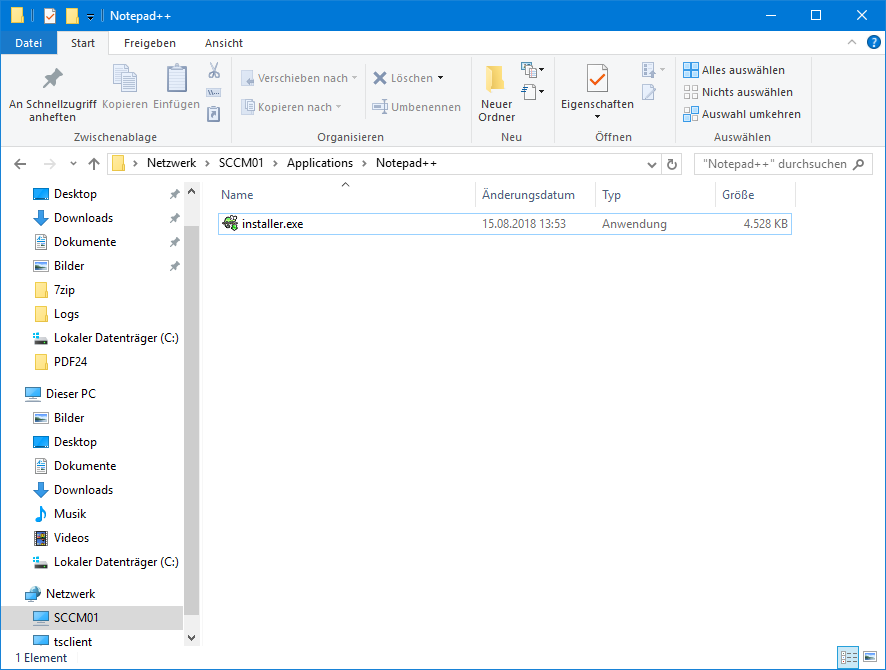 Notepad++
Datei Start Freigeben Ansicht
An Schnellzugriff anheften
Kopieren
Einfügen
Zwischenablage
Verschieben nach
Kopieren nach
Löschen
Umbenennen
Organisieren
Neuer Ordner
Neu
Eigenschaften
Öffnen
Alles auswählen
Nichts auswählen
Auswahl umkehren
Auswählen
Netzwerk > SCCM01 > Applications > Notepad++
"Notepad++" durchsuchen
Desktop
Downloads
Dokumente
Bilder
7zip
Logs
Lokaler Datenträger (C:)
PDF24
Dieser PC
Bilder
Desktop
Dokumente
Downloads
Musik
Videos
Lokaler Datenträger (C:)
Netzwerk
SCCM01
tsclient
Name Änderungsdatum Typ Größe
installer.exe 15.08.2018 13:53 Anwendung 4.528 KB
1 Element